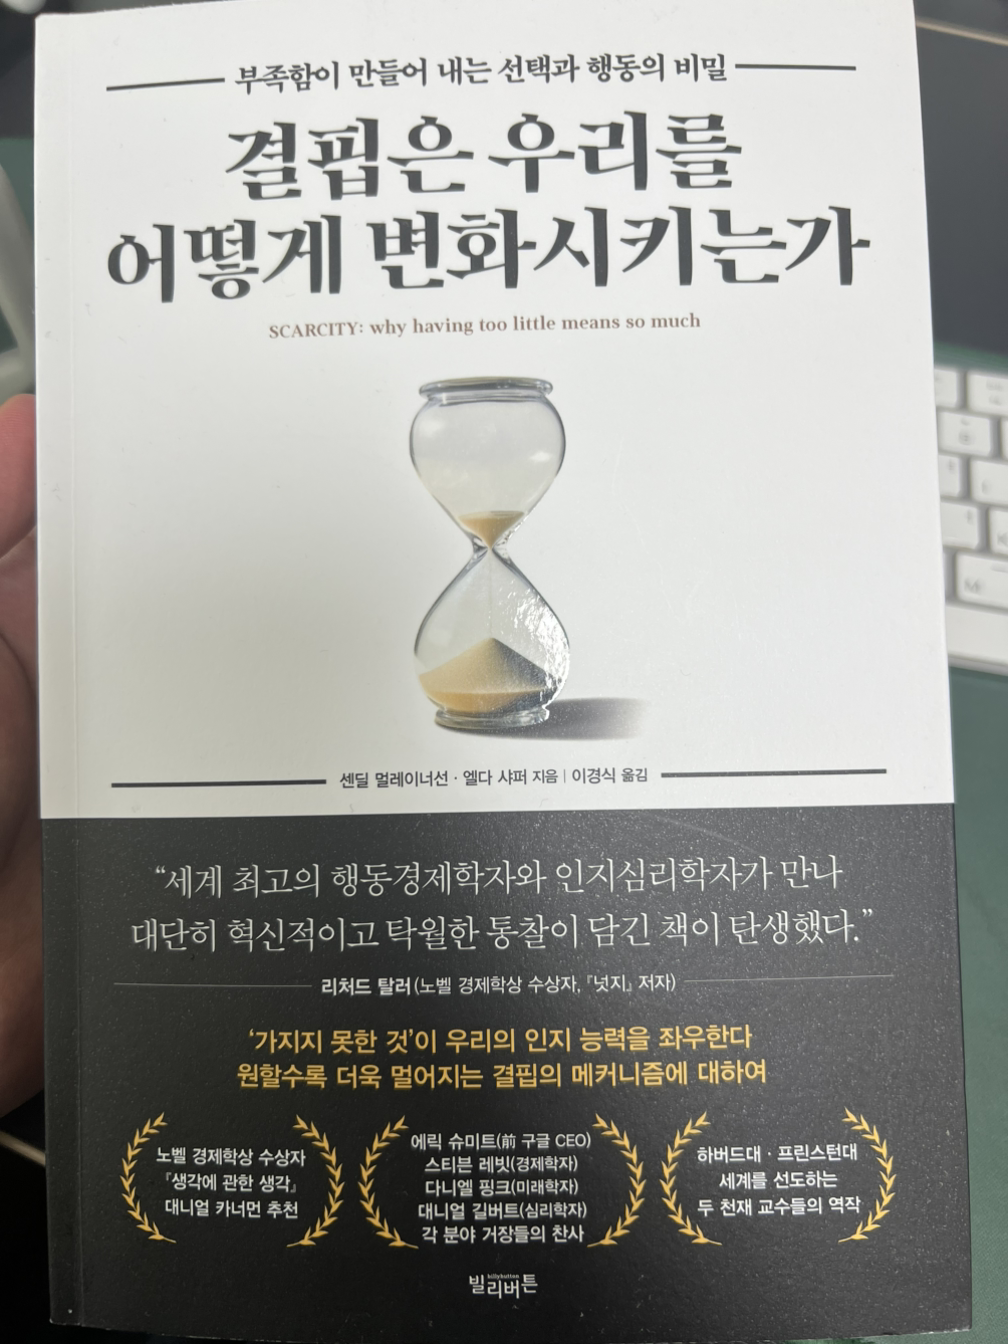 부족함이 만들어 내는 선택과 행동의 비밀
결핍은 우리를
어떻게 변화시키는가
SCARCITY: why having too little means so much
센딜 멀레이너선 · 엘다 샤퍼 지음 | 이경식 옮김
“세계 최고의 행동경제학자와 인지심리학자가 만나
대단히 혁신적이고 탁월한 통찰이 담긴 책이 탄생했다.”
리처드 탈러(노벨 경제학상 수상자, 『넛지』 저자)
‘가지지 못한 것’이 우리의 인지 능력을 좌우한다
원할수록 더욱 멀어지는 결핍의 메커니즘에 대하여
노벨 경제학상 수상자
『생각에 관한 생각』
대니얼 카너먼 추천
에릭 슈미트(前 구글 CEO)
스티븐 레빗(경제학자)
다니엘 핑크(미래학자)
대니얼 길버트(심리학자)
각 분야 거장들의 찬사
하버드대 · 프린스턴대
세계를 선도하는
두 천재 교수들의 역작
billybutton
빌리버튼